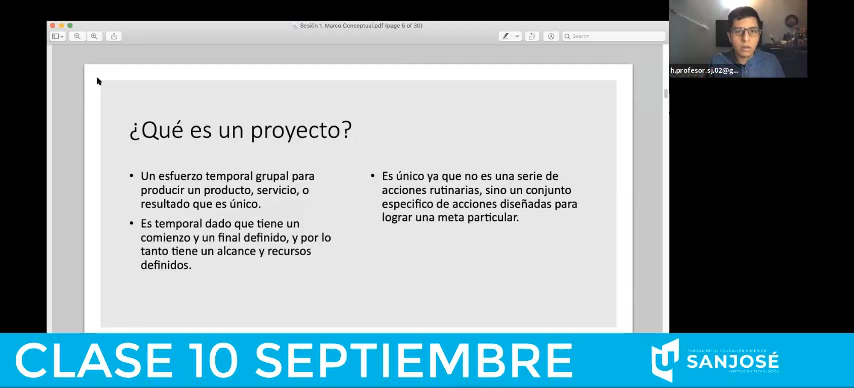 Sesión 1. Marco Conceptual.pdf (page 5 of 30)
Search
h.profesor.sj.02@g...
¿Qué es un proyecto?
• Un esfuerzo temporal grupal para
producir un producto, servicio, o
resultado que es único.
• Es temporal dado que tiene un
comienzo y un final definido, y por lo
tanto tiene un alcance y recursos
definidos.
• Es único ya que no es una serie de
acciones rutinarias, sino un conjunto
especifico de acciones diseñadas para
lograr una meta particular.
CLASE 10 SEPTIEMBRE
SANJOSÉ